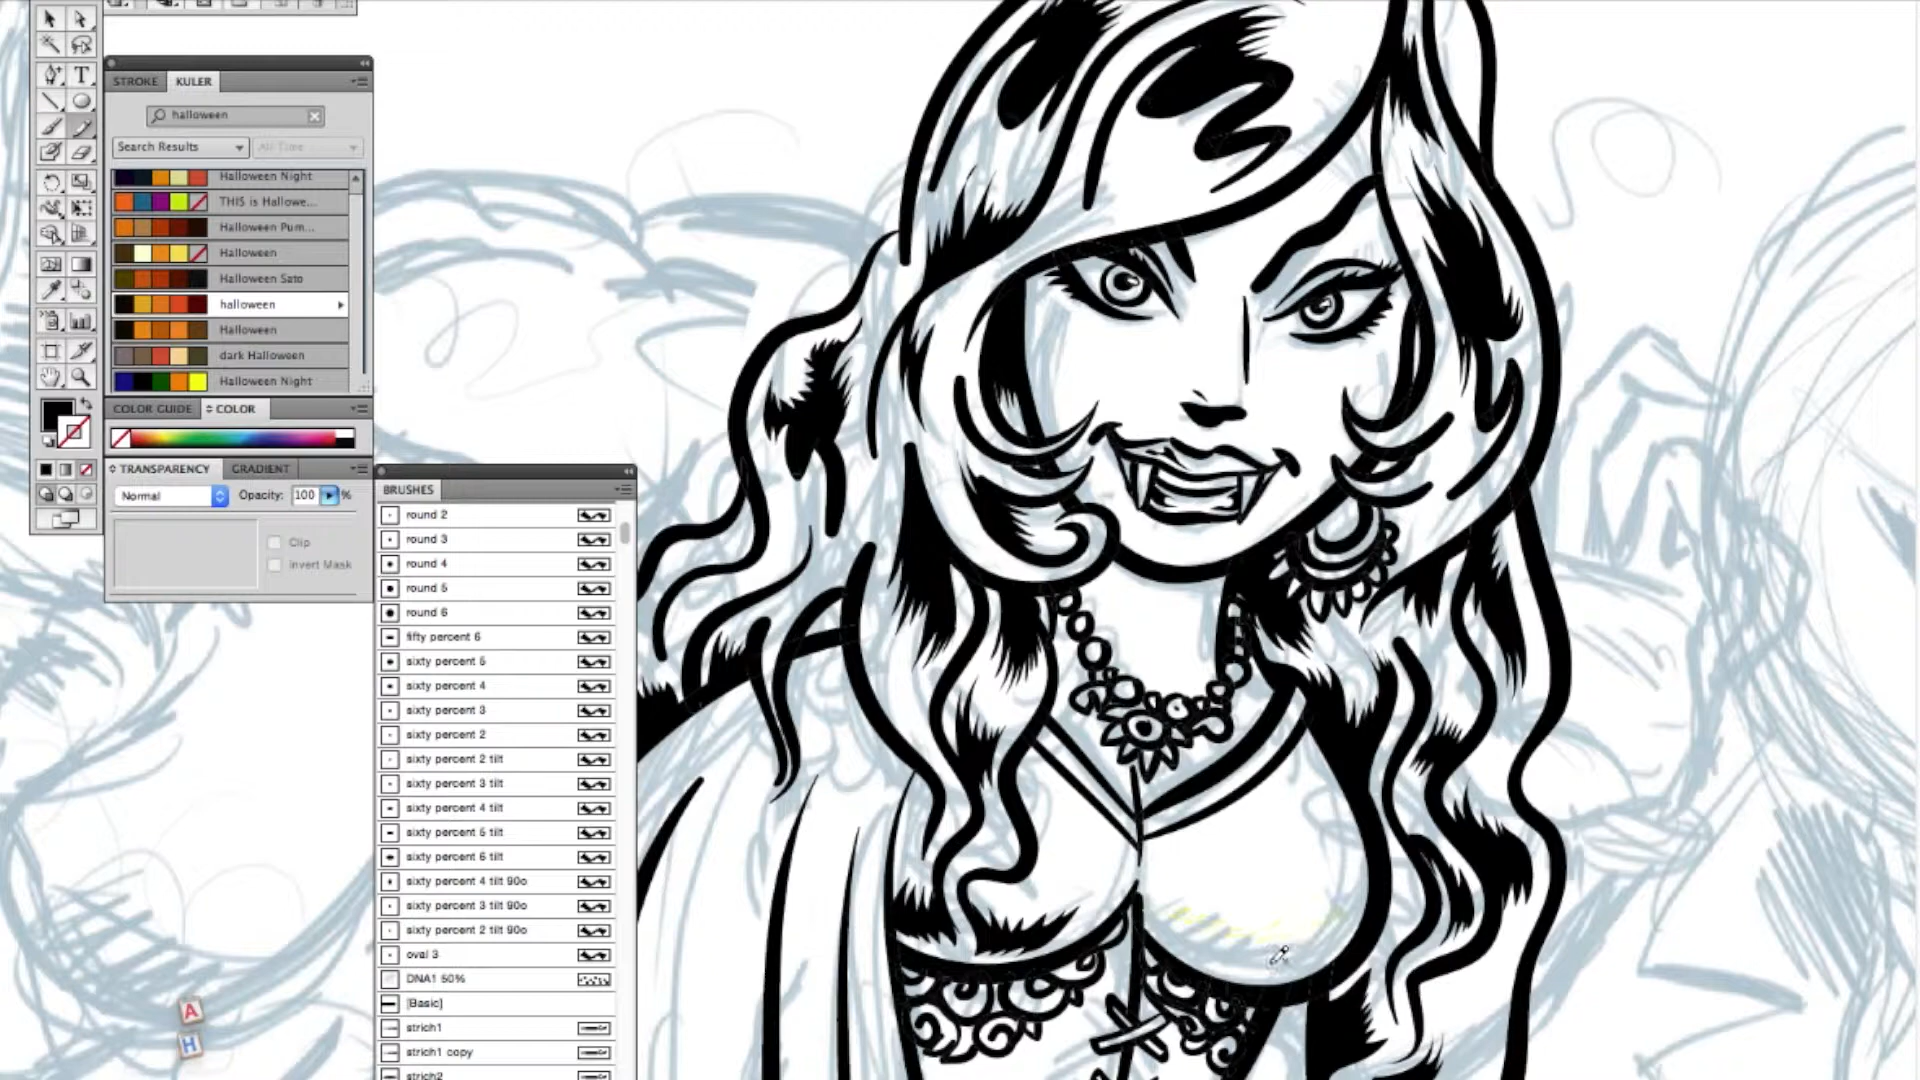 T
STROKE KULER
halloween
Search Results All Time
Halloween Night
THIS is Hallowe...
Halloween Pum...
Halloween
Halloween Sato
halloween
Halloween
dark Halloween
Halloween Night
COLOR GUIDE COLOR
TRANSPARENCY GRADIENT
Normal Opacity: 100 %
Clip
Invert Mask
BRUSHES
round 2
round 3
round 4
round 5
round 6
fifty percent 6
sixty percent 5
sixty percent 4
sixty percent 3
sixty percent 2
sixty percent 2 tilt
sixty percent 3 tilt
sixty percent 4 tilt
sixty percent 5 tilt
sixty percent 6 tilt
sixty percent 4 tilt 90o
sixty percent 3 tilt 90o
sixty percent 2 tilt 90o
oval 3
DNA1 50%
[Basic]
strich1
strich1 copy
strich2
A
H